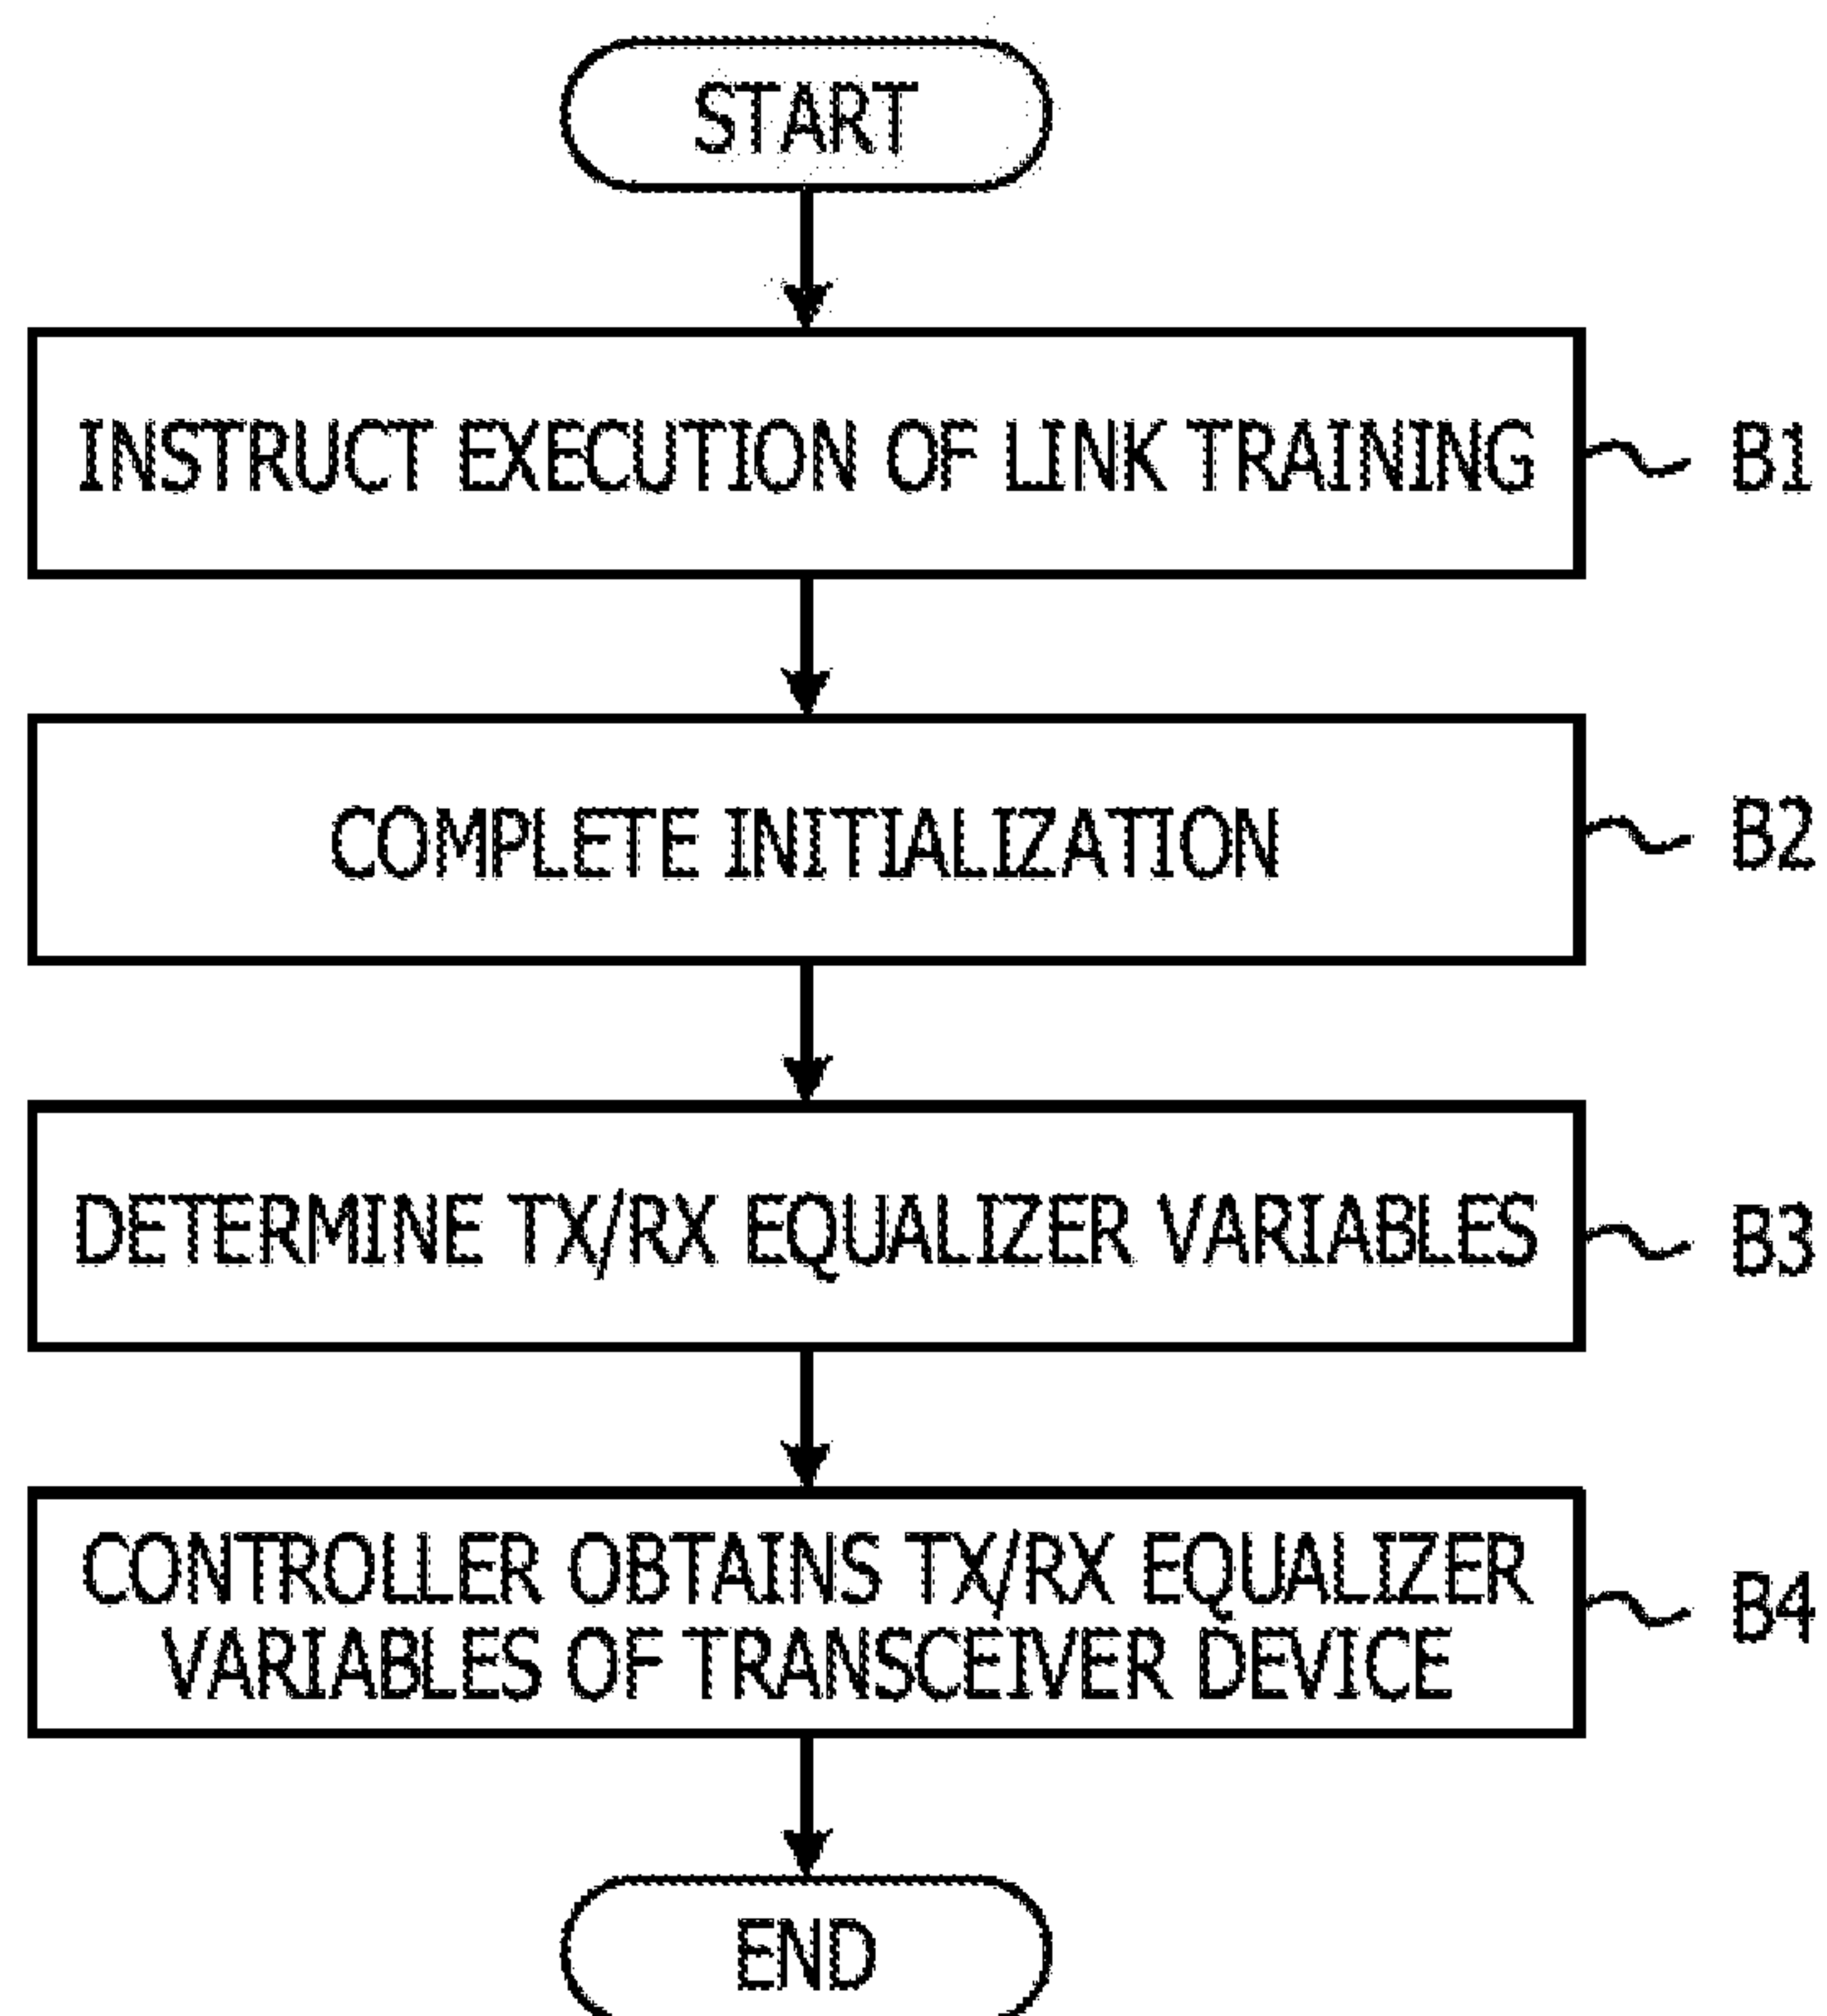 START
INSTRUCT EXECUTION OF LINK TRAINING
B1
COMPLETE INITIALIZATION
B2
DETERMINE TX/RX EQUALIZER VARIABLES
B3
CONTROLLER OBTAINS TX/RX EQUALIZER
VARIABLES OF TRANSCEIVER DEVICE
B4
END